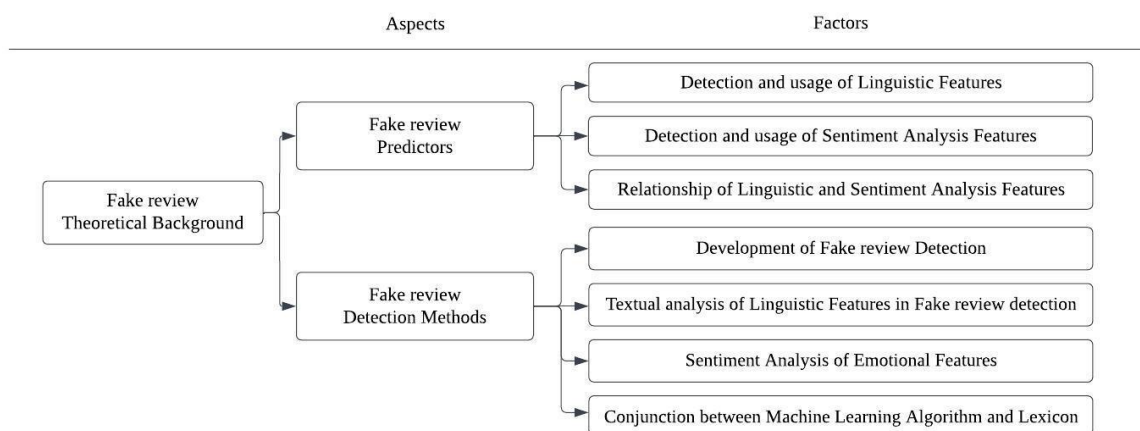 Aspects
Factors
Fake review
Theoretical Background
Fake review
Predictors
Detection and usage of Linguistic Features
Detection and usage of Sentiment Analysis Features
Relationship of Linguistic and Sentiment Analysis Features
Fake review
Detection Methods
Development of Fake review Detection
Textual analysis of Linguistic Features in Fake review detection
Sentiment Analysis of Emotional Features
Conjunction between Machine Learning Algorithm and Lexicon